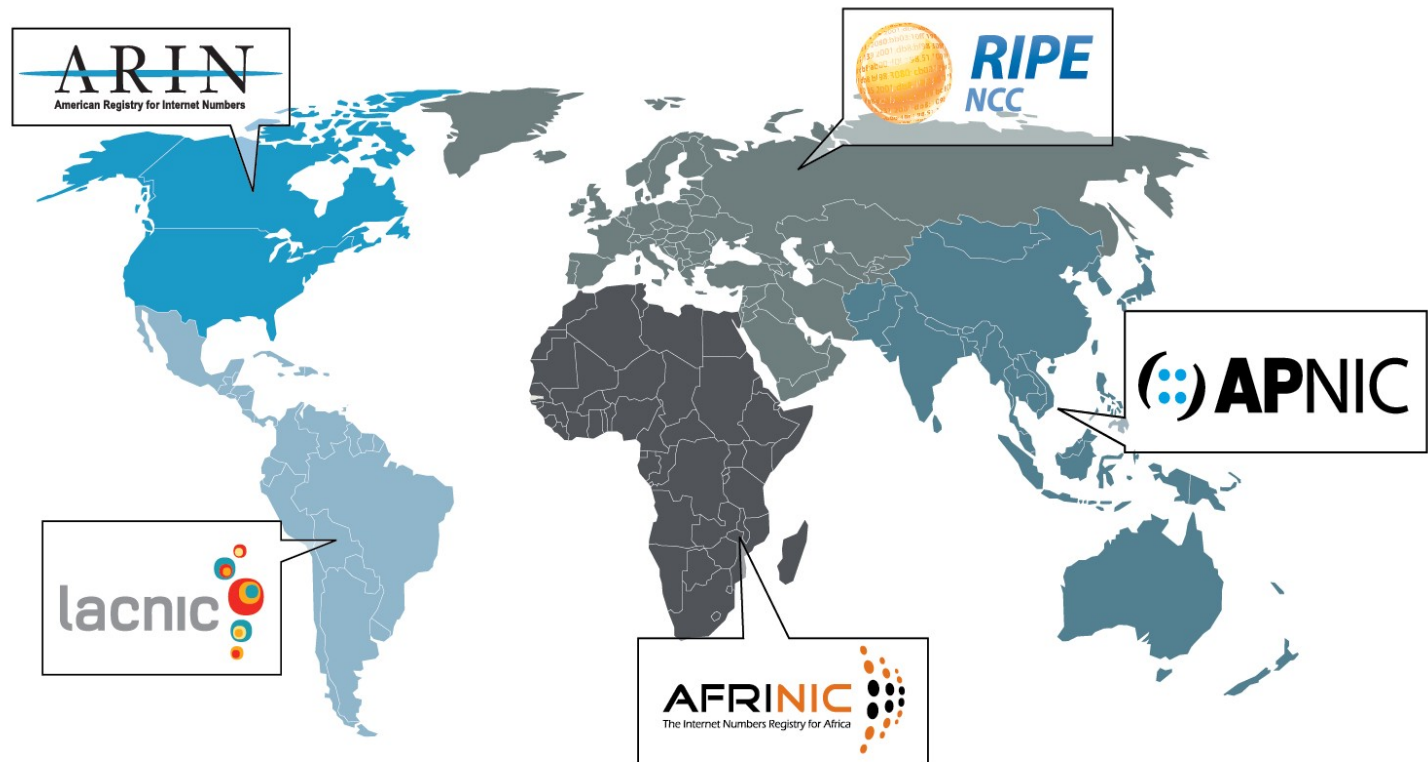 ARIN
American Registry for Internet Numbers
RIPE
NCC
APNIC
lacnic
AFRINIC
The Internet Numbers Registry for Africa